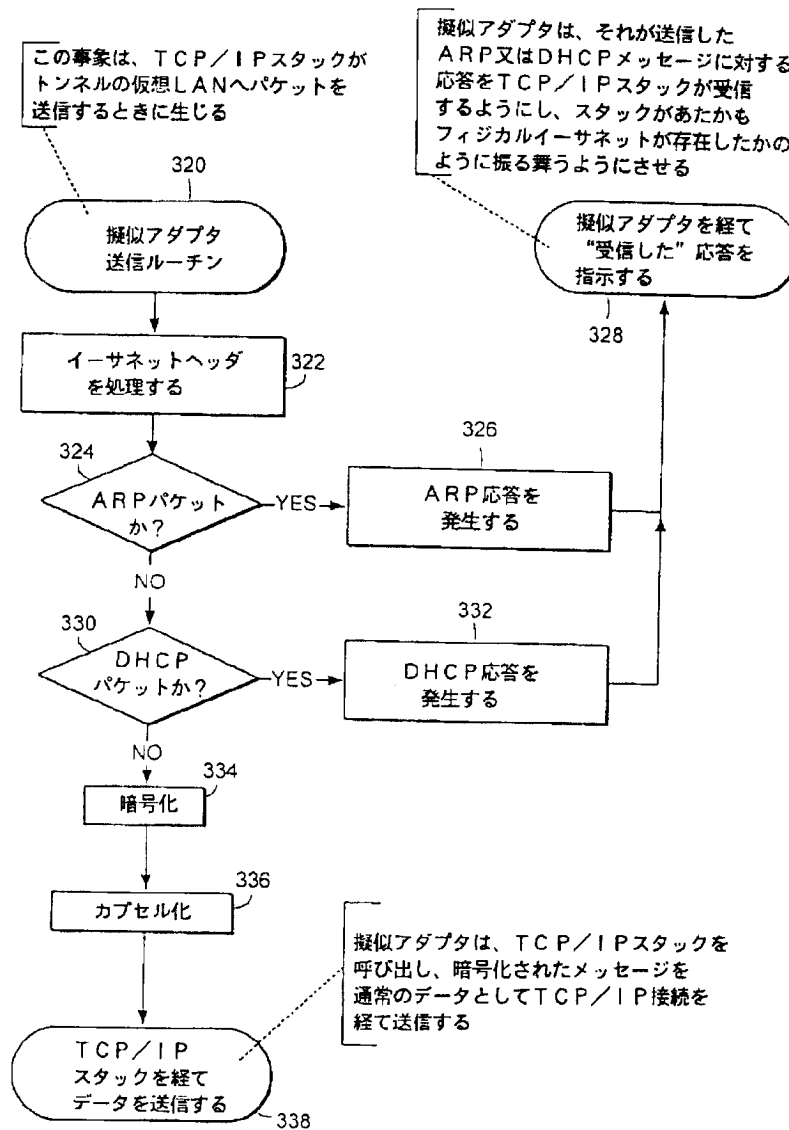 この事象は、TCP/IPスタックが
トンネルの仮想LANへパケットを
送信するときに生じる
擬似アダプタは、それが送信した
ARP又はDHCPメッセージに対する
応答をTCP/IPスタックが受信
するようにし、スタックがあたかも
フィジカルイーサネットが存在したかの
ように振る舞うようにさせる
320
擬似アダプタ
送信ルーチン
擬似アダプタを経て
“受信した”応答を
指示する
328
イーサネットヘッダ
を処理する
322
324
ARPパケット
か?
YES
326
ARP応答を
発生する
NO
330
DHCP
パケットか?
YES
332
DHCP応答を
発生する
NO
334
暗号化
336
カプセル化
擬似アダプタは、TCP/IPスタックを
呼び出し、暗号化されたメッセージを
通常のデータとしてTCP/IP接続を
経て送信する
TCP/IP
スタックを経て
データを送信する
338